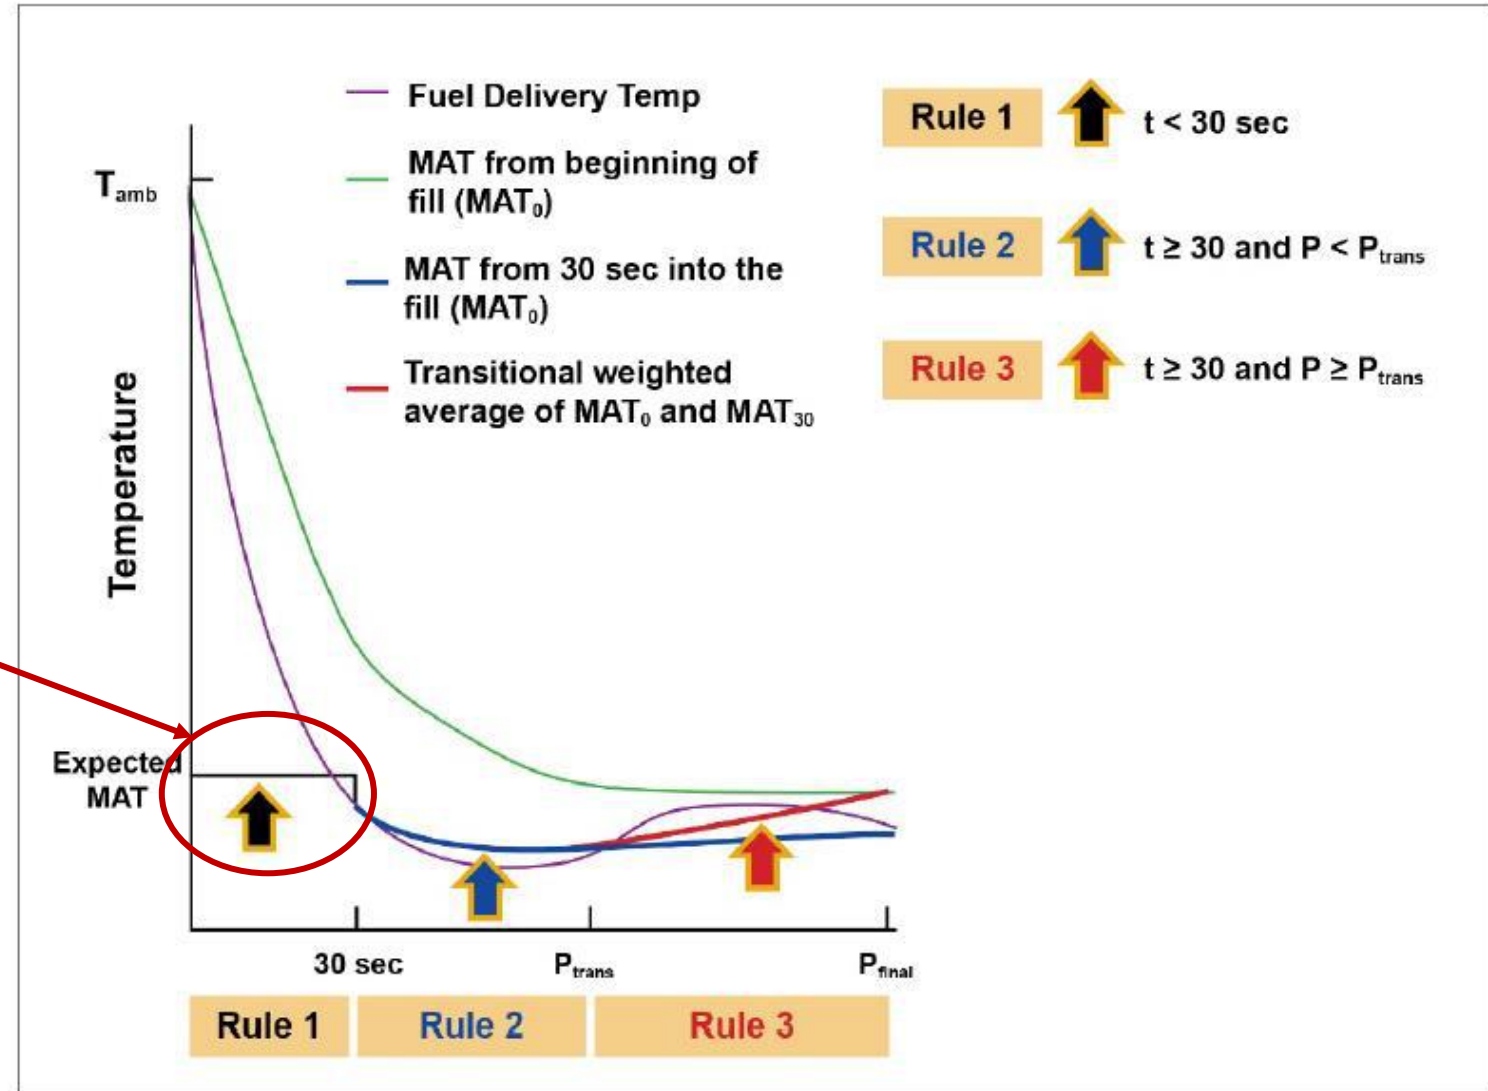 Fuel Delivery Temp
MAT from beginning of
fill (MAT₀)
MAT from 30 sec into the
fill (MAT₀)
Transitional weighted
average of MAT₀ and MAT₃₀
Rule 1
t < 30 sec
Rule 2
t ≥ 30 and P < Ptrans
Rule 3
t ≥ 30 and P ≥ Ptrans
Tamb
Temperature
Expected
MAT
30 sec
Ptrans
Pfinal
Rule 1
Rule 2
Rule 3